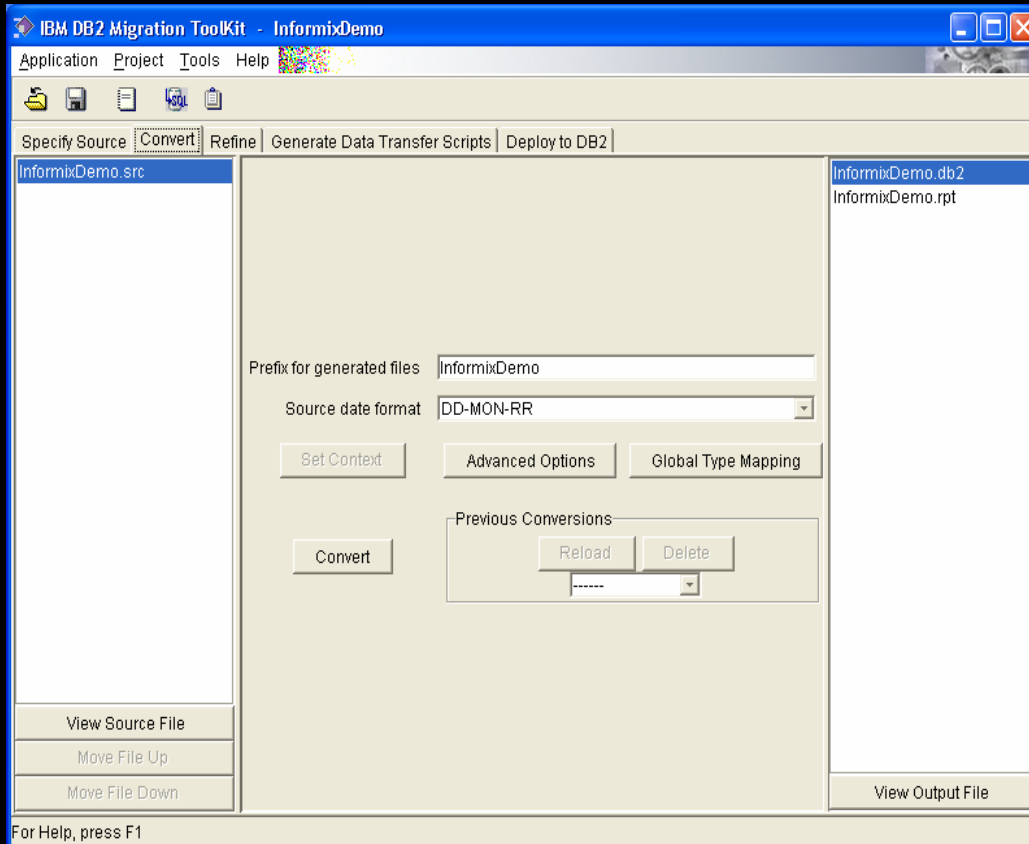 IBM DB2 Migration ToolKit - InformixDemo
Application Project Tools Help
SQL
Specify Source Convert Refine Generate Data Transfer Scripts Deploy to DB2
InformixDemo.src
InformixDemo.db2
InformixDemo.rpt
Prefix for generated files InformixDemo
Source date format DD-MON-RR
Set Context Advanced Options Global Type Mapping
Previous Conversions
Convert Reload Delete
------
View Source File
Move File Up
Move File Down
View Output File
For Help, press F1